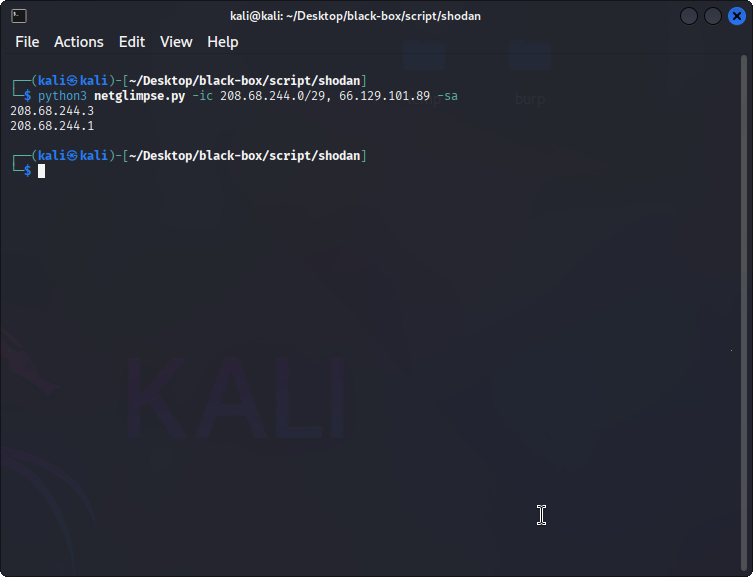 kali@kali: ~/Desktop/black-box/script/shodan
File Actions Edit View Help
┌──(kali㉿kali)-[~/Desktop/black-box/script/shodan]
└─$ python3 netglimpse.py -ic 208.68.244.0/29, 66.129.101.89 -sa
burp
208.68.244.3
208.68.244.1
┌──(kali㉿kali)-[~/Desktop/black-box/script/shodan]
└─$
KALI